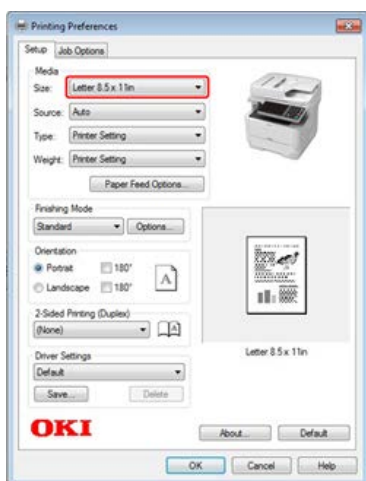 Printing Preferences
Setup Job Options
Media
Size: Letter 8.5 x 11in
Source: Auto
Type: Printer Setting
Weight: Printer Setting
Paper Feed Options...
Finishing Mode
Standard Options...
Orientation
Portrait 180°
Landscape 180°
A
2-Sided Printing (Duplex)
(None) A
Letter 8.5 x 11in
Driver Settings
Default
Save... Delete
OKI
About... Default
OK Cancel Help